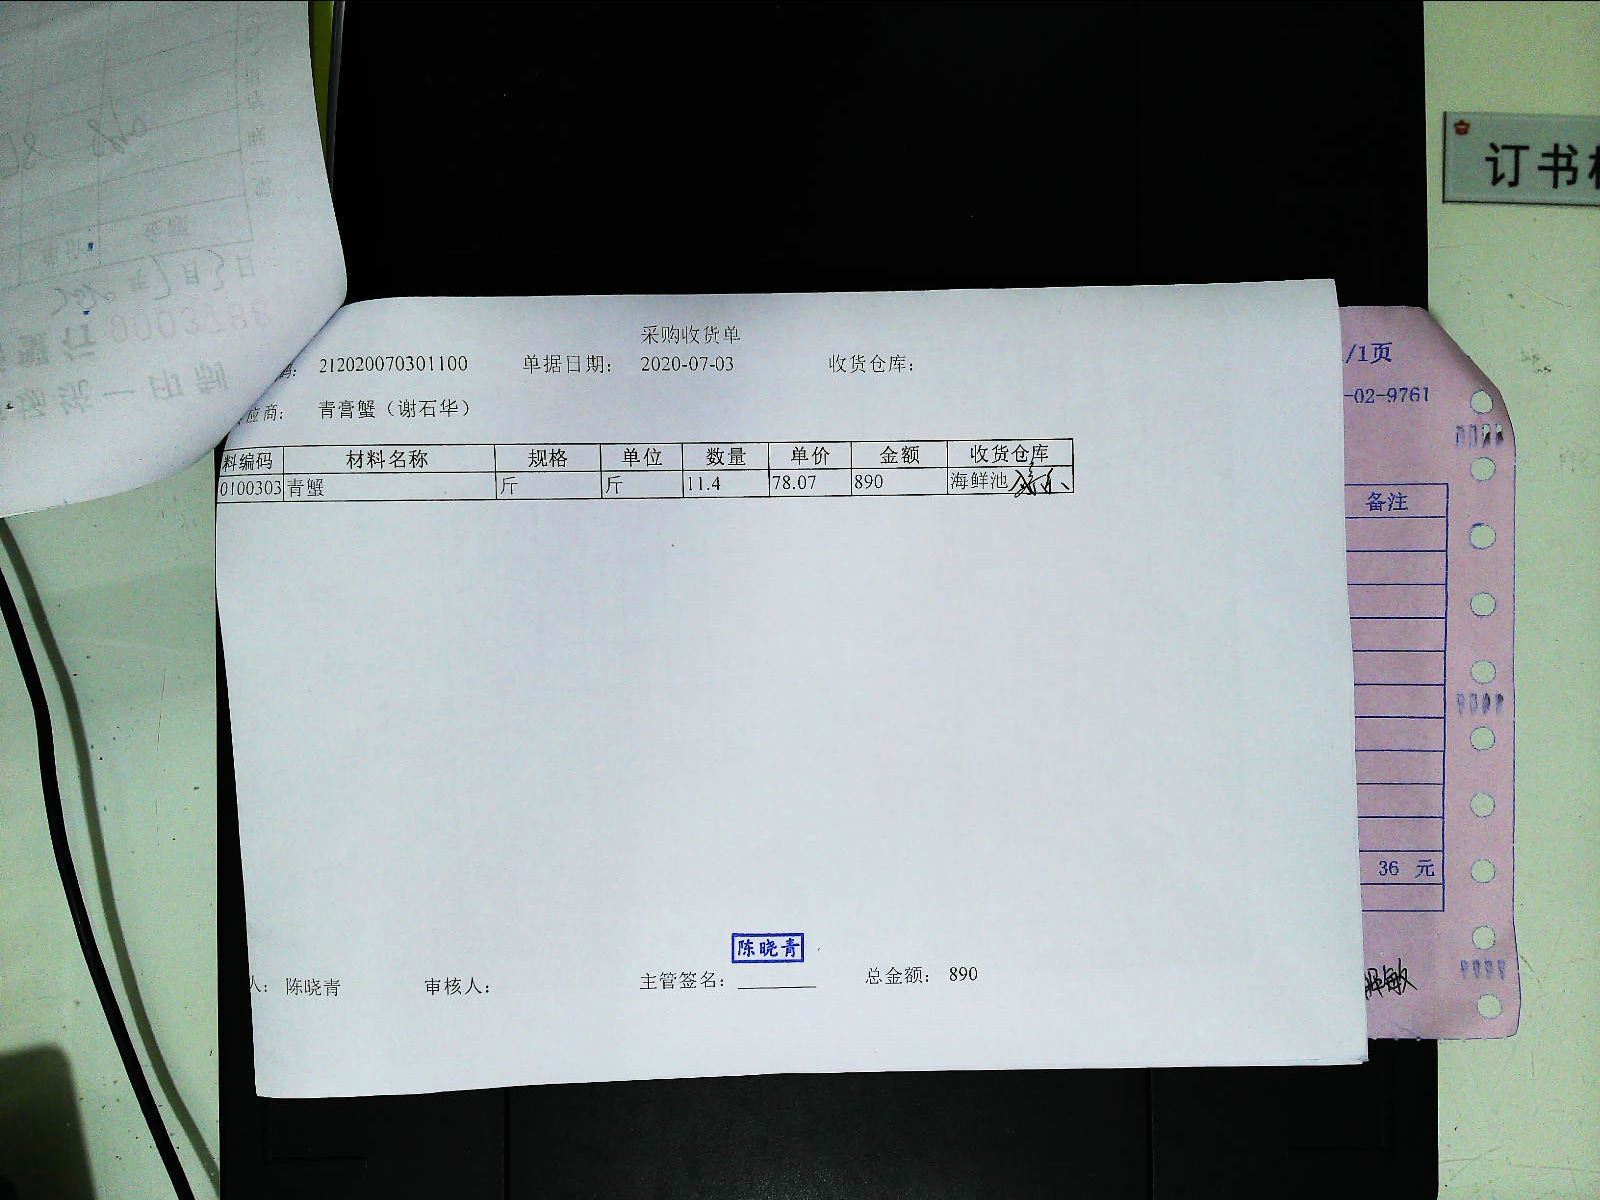 订书
采购收货单
码: 212020070301100 单据日期: 2020-07-03 收货仓库:
应商: 青膏蟹（谢石华）
料编码 材料名称 规格 单位 数量 单价 金额 收货仓库
0100303 青蟹 斤 斤 11.4 78.07 890 海鲜池
陈晓青
人: 陈晓青 审核人: 主管签名: 总金额: 890
/1页
-02-9761
备注
36 元
敏